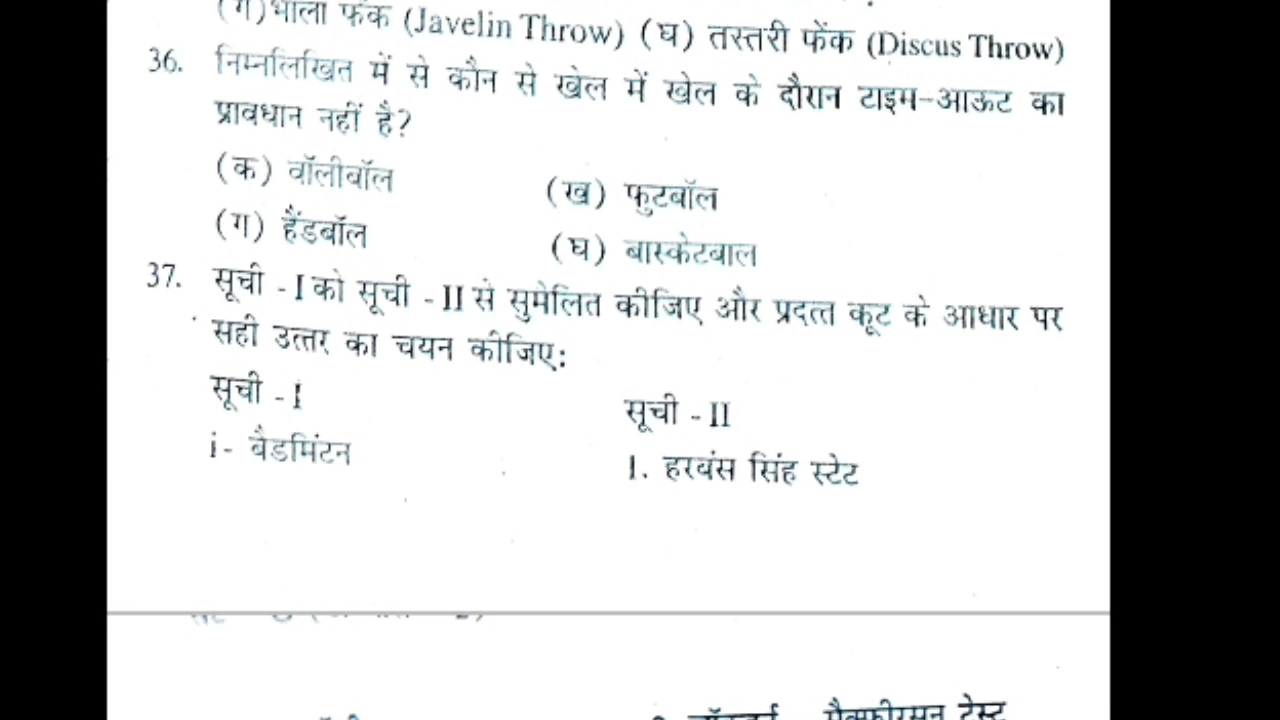 (ग)भाला फेंक (Javelin Throw) (घ) तस्तरी फेंक (Discus Throw)
36. निम्नलिखित में से कौन से खेल में खेल के दौरान टाइम-आऊट का
प्रावधान नहीं है?
(क) वॉलीबॉल (ख) फुटबॉल
(ग) हैंडबॉल (घ) बास्केटबाल
37. सूची -I को सूची -II से सुमेलित कीजिए और प्रदत्त कूट के आधार पर
सही उत्तर का चयन कीजिए:
सूची -I सूची -II
i- बैडमिंटन 1. हरबंस सिंह स्टेट
टेस्ट